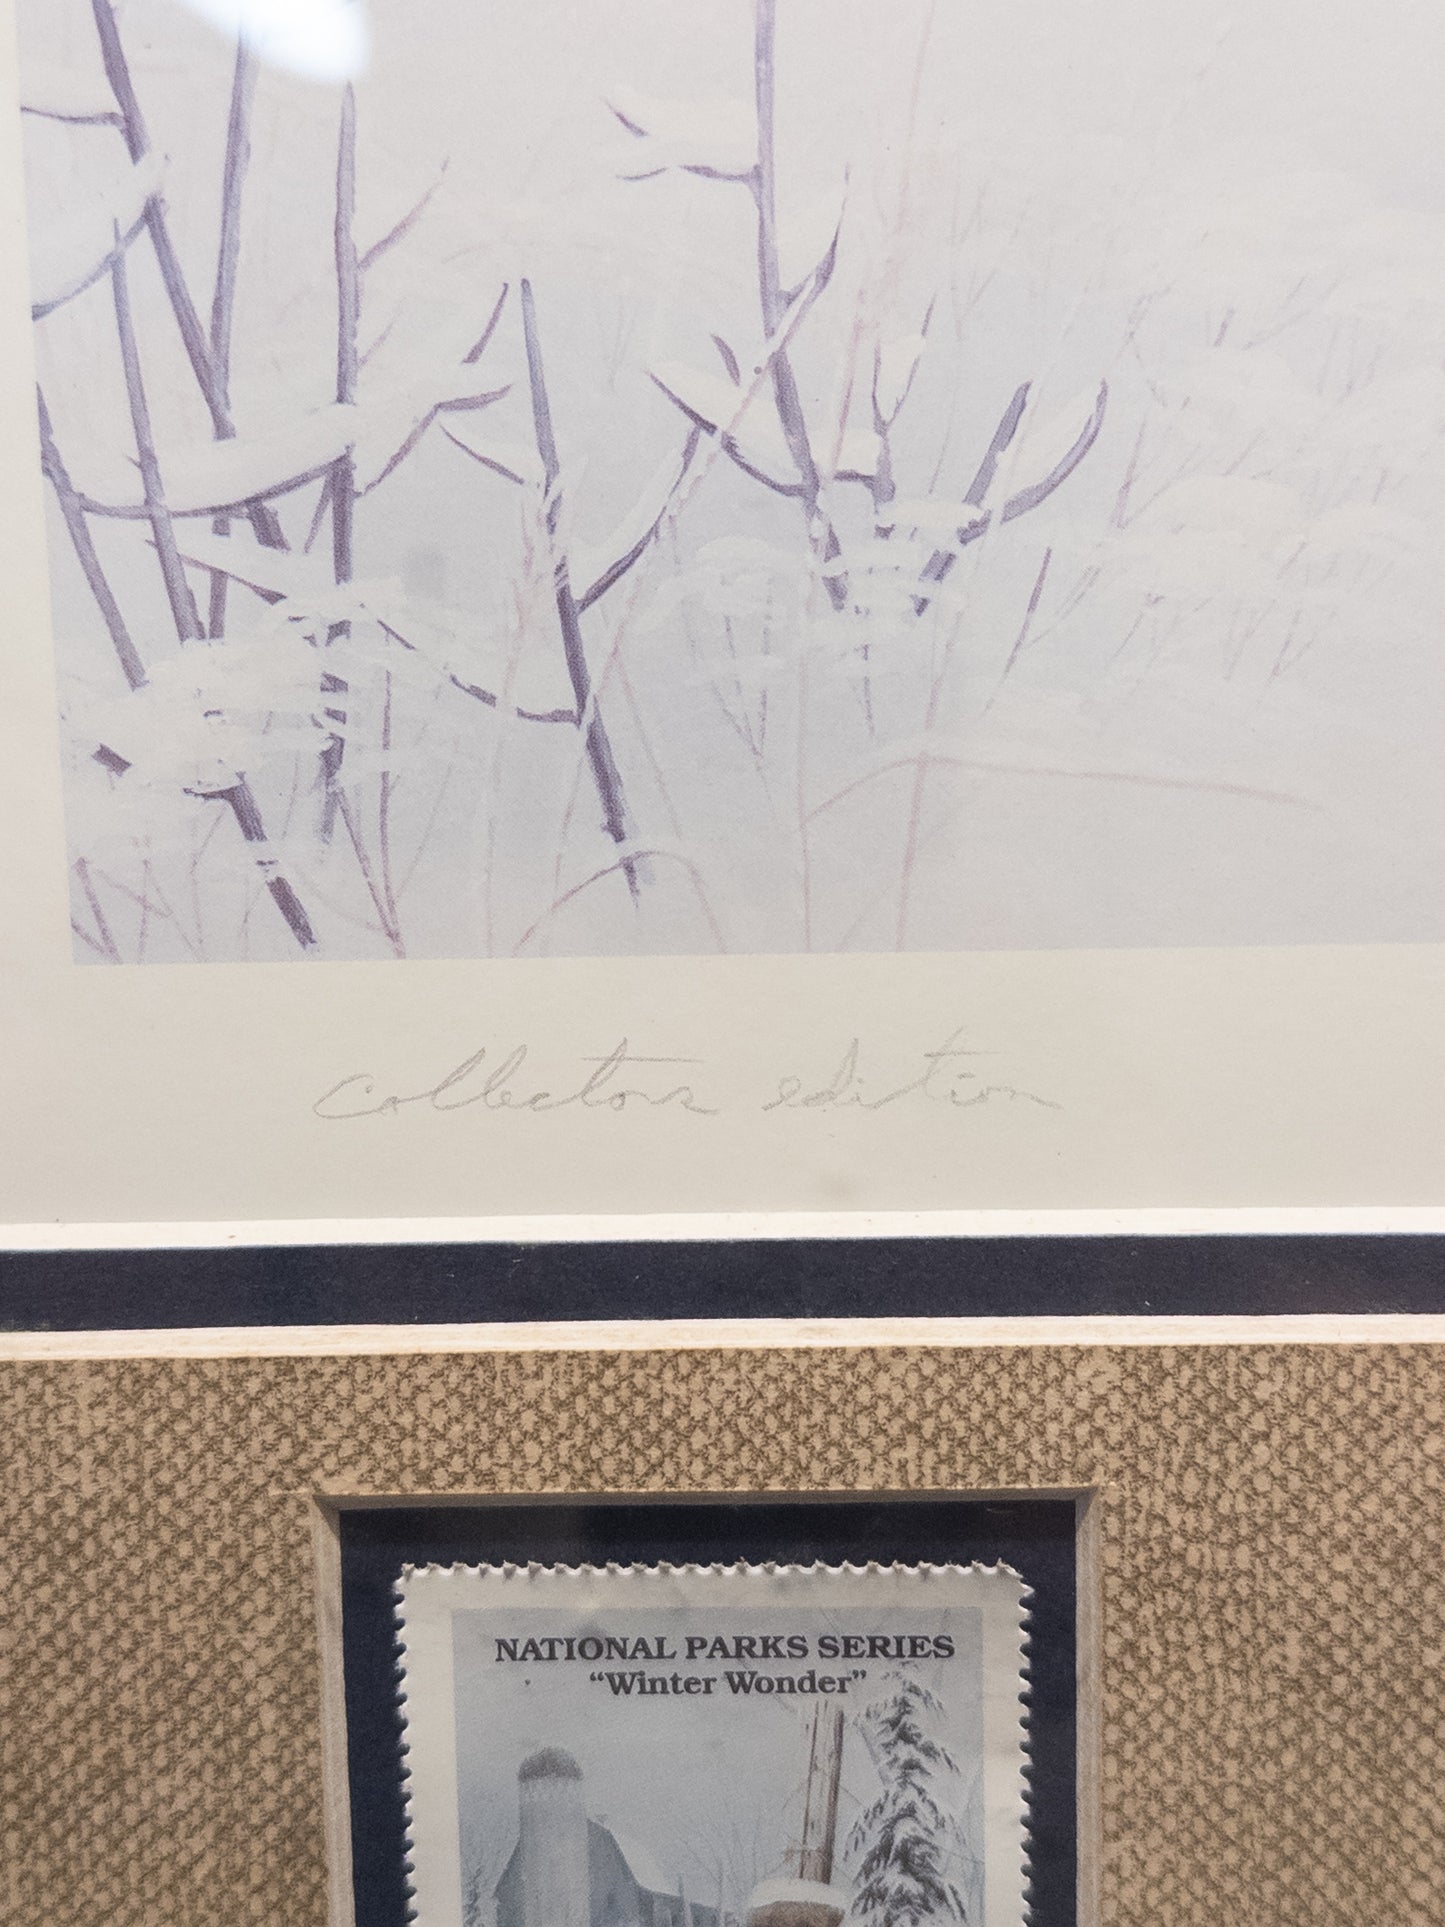 collectors edition
NATIONAL PARKS SERIES
“Winter Wonder”